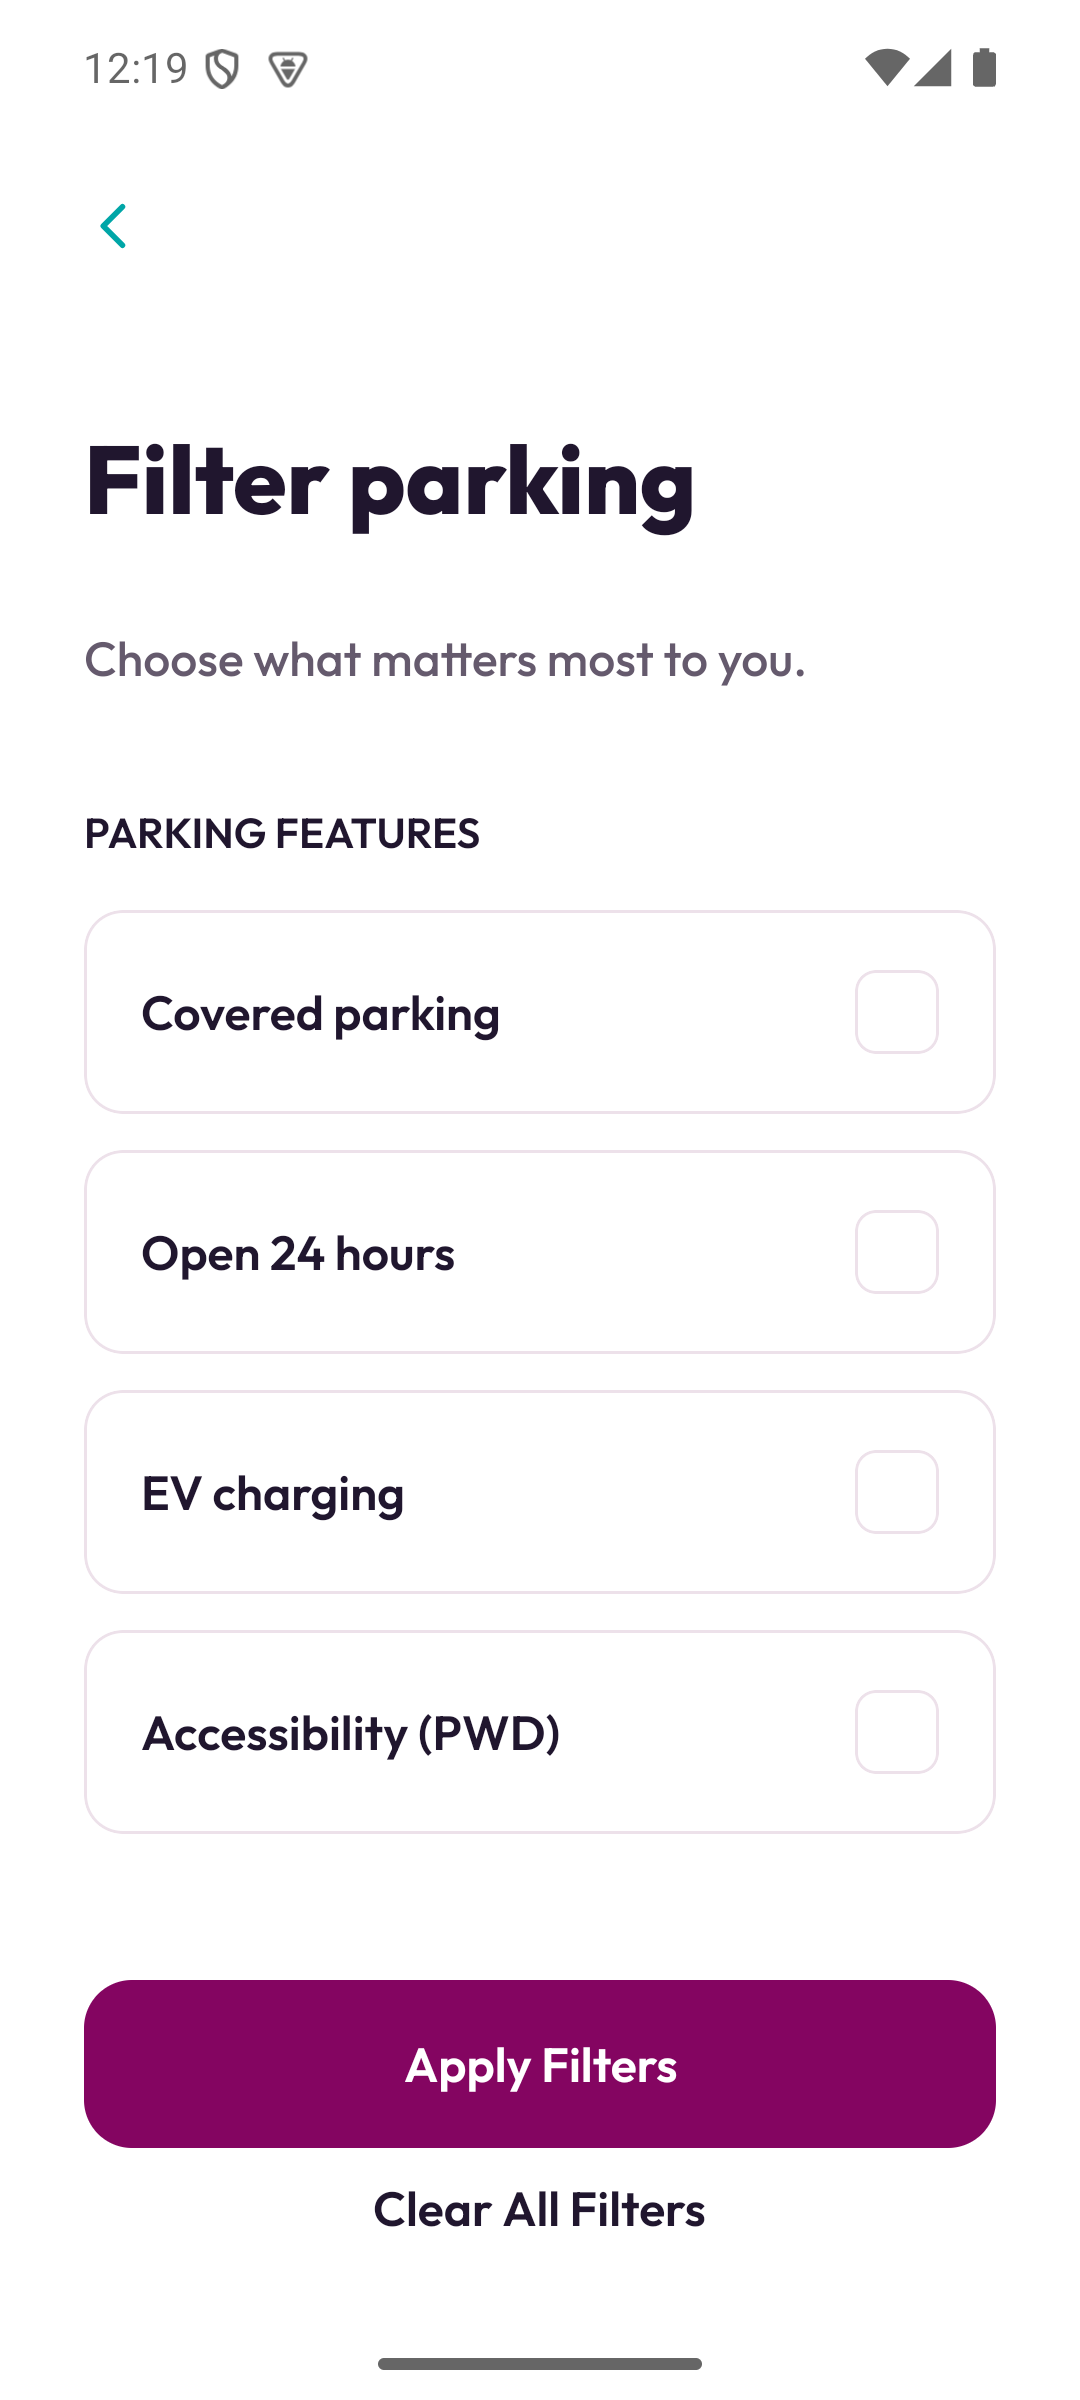 12:19
Filter parking
Choose what matters most to you.
PARKING FEATURES
Covered parking
Open 24 hours
EV charging
Accessibility (PWD)
Apply Filters
Clear All Filters